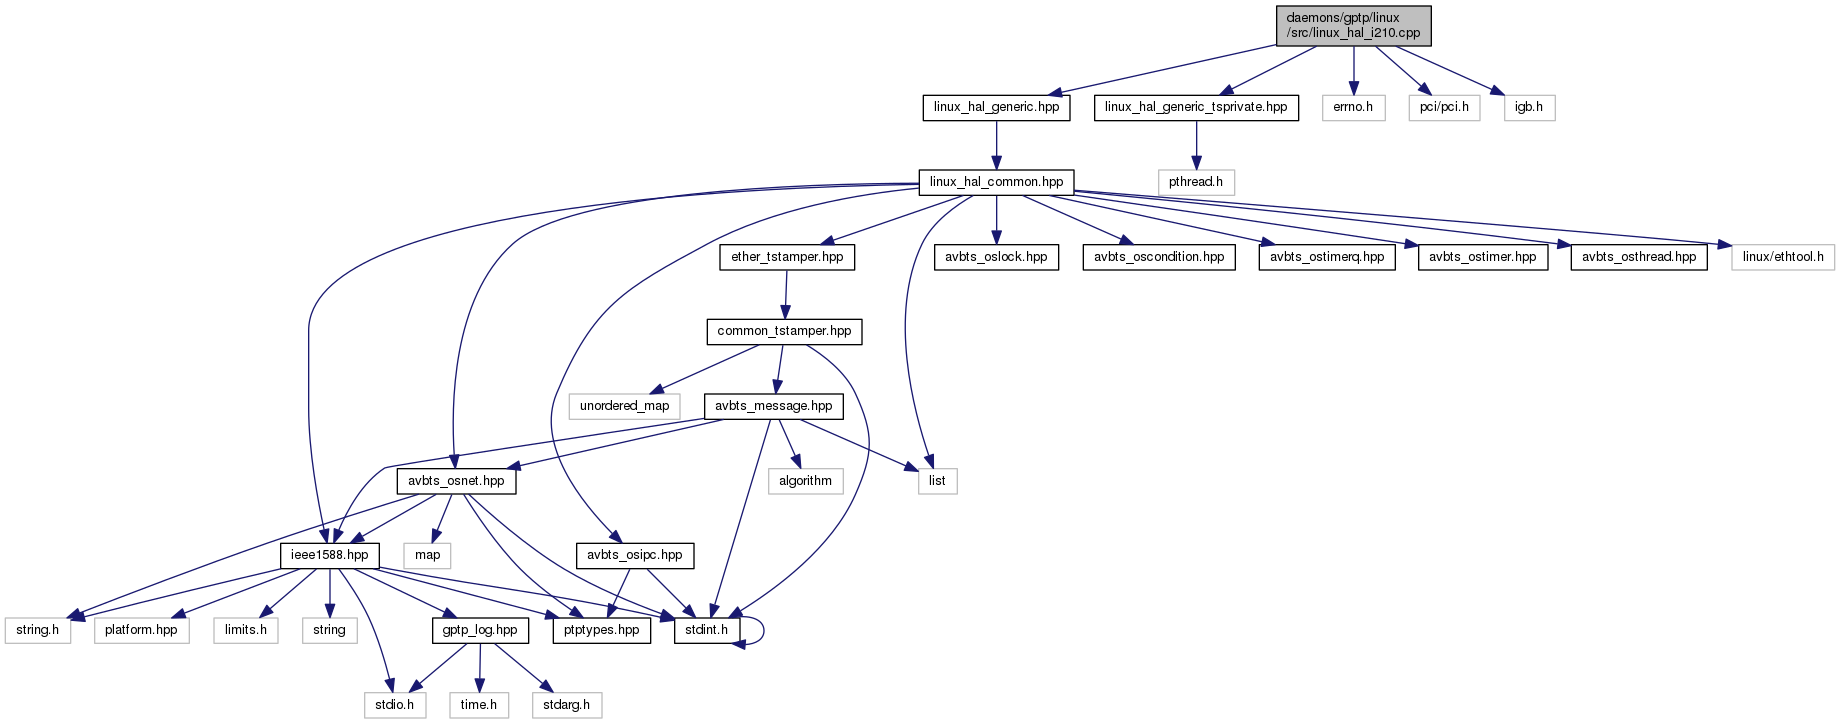 daemons/gptp/linux
/src/linux_hal_i210.cpp
linux_hal_generic.hpp
linux_hal_generic_tsprivate.hpp
errno.h
pci/pci.h
igb.h
linux_hal_common.hpp
pthread.h
ether_tstamper.hpp
avbts_oslock.hpp
avbts_oscondition.hpp
avbts_ostimerq.hpp
avbts_ostimer.hpp
avbts_osthread.hpp
linux/ethtool.h
common_tstamper.hpp
unordered_map
avbts_message.hpp
avbts_osnet.hpp
algorithm
list
ieee1588.hpp
map
avbts_osipc.hpp
string.h
platform.hpp
limits.h
string
gptp_log.hpp
ptptypes.hpp
stdint.h
stdio.h
time.h
stdarg.h